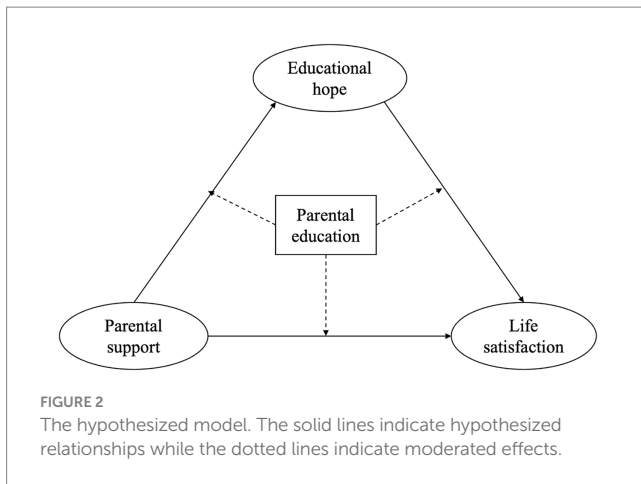 Educational
hope
Parental
education
Parental
support
Life
satisfaction
FIGURE 2
The hypothesized model. The solid lines indicate hypothesized
relationships while the dotted lines indicate moderated effects.